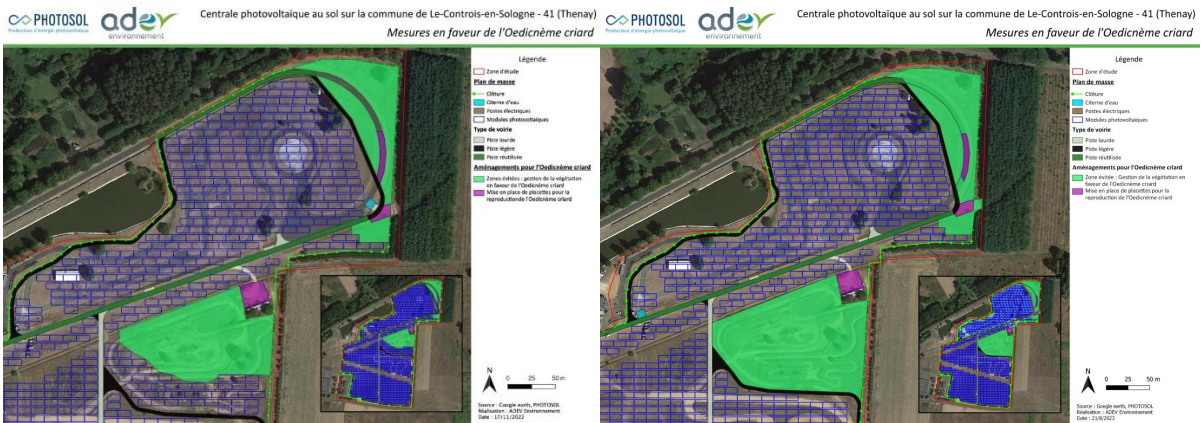 PHOTOSOL
Producteur d'énergie photovoltaïque
adev
environnement
Centrale photovoltaïque au sol sur la commune de Le-Controis-en-Sologne - 41 (Thenay)
Mesures en faveur de l'Oedicnème criard
Légende
Zone d'étude
Plan de masse
Clôture
Citerne d'eau
Postes électriques
Modules photovoltaïques
Type de voirie
Piste lourde
Piste légère
Piste réutilisée
Aménagements pour l'Oedicnème criard
Zones évitées : gestion de la végétation
en faveur de l'Oedicnème criard
Mise en place de placettes pour la
reproduction de l'Oedicnème criard
N
0 25 50 m
Source : Google earth, PHOTOSOL
Réalisation : ADEV Environnement
Date : 17/11/2022
PHOTOSOL
Producteur d'énergie photovoltaïque
adev
environnement
Centrale photovoltaïque au sol sur la commune de Le-Controis-en-Sologne - 41 (Thenay)
Mesures en faveur de l'Oedicnème criard
Légende
Zone d'étude
Plan de masse
Clôture
Citerne d'eau
Postes électriques
Modules photovoltaïques
Type de voirie
Piste lourde
Piste légère
Piste réutilisée
Aménagements pour l'Oedicnème criard
Zone évitée : Gestion de la végétation en
faveur de l'Oedicnème criard
Mise en place de placettes pour la
reproduction de l'Oedicnème criard
N
0 25 50 m
Source : Google earth, PHOTOSOL
Réalisation : ADEV Environnement
Date : 21/8/2023